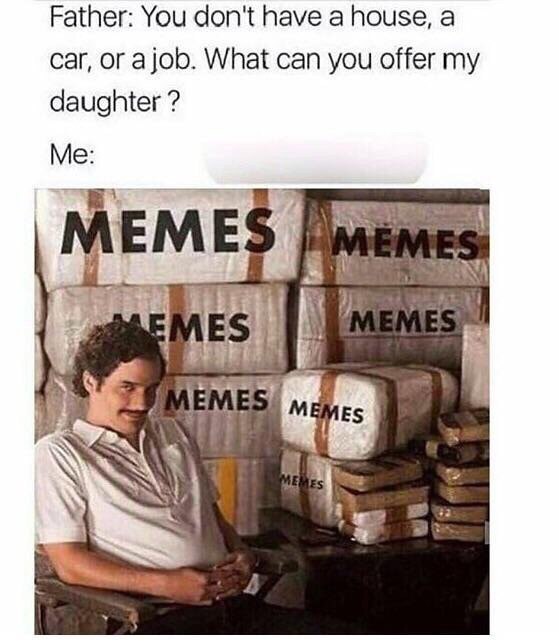 Father: You don't have a house, a
car, or a job. What can you offer my
daughter ?
Me:
MEMES MEMES
MEMES MEMES
MEMES MEMES
MEMES